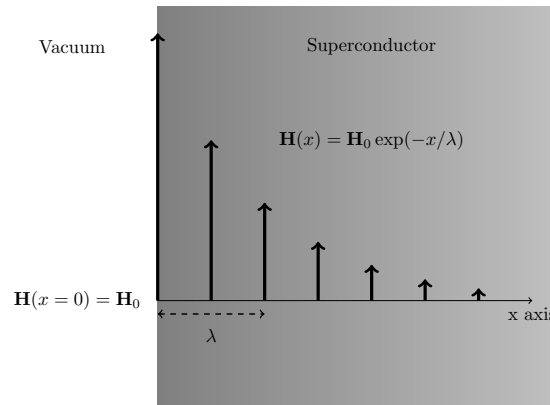 Vacuum
Superconductor
H(x) = H₀ exp(−x/λ)
H(x = 0) = H₀
x axis
λ